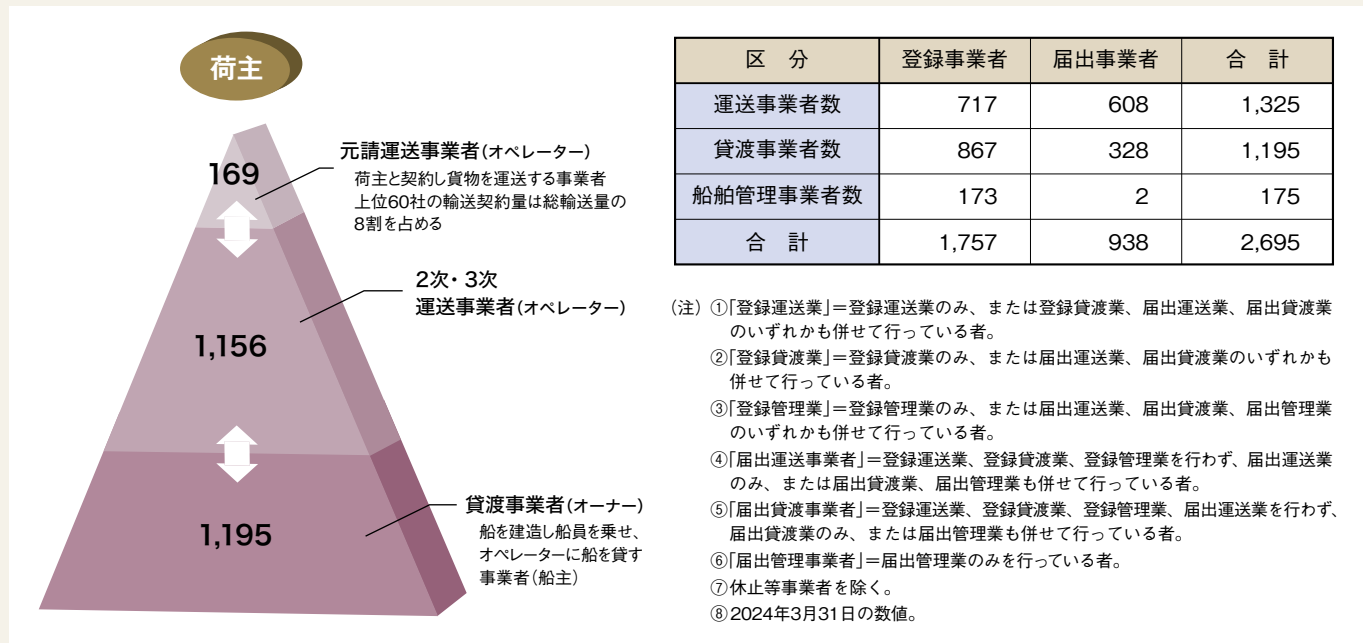 荷主
169
元請運送事業者(オペレーター)
荷主と契約し貨物を運送する事業者
上位60社の輸送契約量は総輸送量の
8割を占める
2次・3次
運送事業者(オペレーター)
1,156
貸渡事業者(オーナー)
船を建造し船員を乗せ、
オペレーターに船を貸す
事業者(船主)
1,195
区 分 登録事業者 届出事業者 合 計
運送事業者数 717 608 1,325
貸渡事業者数 867 328 1,195
船舶管理事業者数 173 2 175
合 計 1,757 938 2,695
(注) ①「登録運送業」=登録運送業のみ、または登録貸渡業、届出運送業、届出貸渡業
のいずれかも併せて行っている者。
②「登録貸渡業」=登録貸渡業のみ、または届出運送業、届出貸渡業のいずれかも
併せて行っている者。
③「登録管理業」=登録管理業のみ、または届出運送業、届出貸渡業、届出管理業
のいずれかも併せて行っている者。
④「届出運送事業者」=登録運送業、登録貸渡業、登録管理業を行わず、届出運送業
のみ、または届出貸渡業、届出管理業も併せて行っている者。
⑤「届出貸渡事業者」=登録運送業、登録貸渡業、登録管理業、届出運送業を行わず、
届出貸渡業のみ、または届出管理業も併せて行っている者。
⑥「届出管理事業者」=届出管理業のみを行っている者。
⑦休止等事業者を除く。
⑧2024年3月31日の数値。